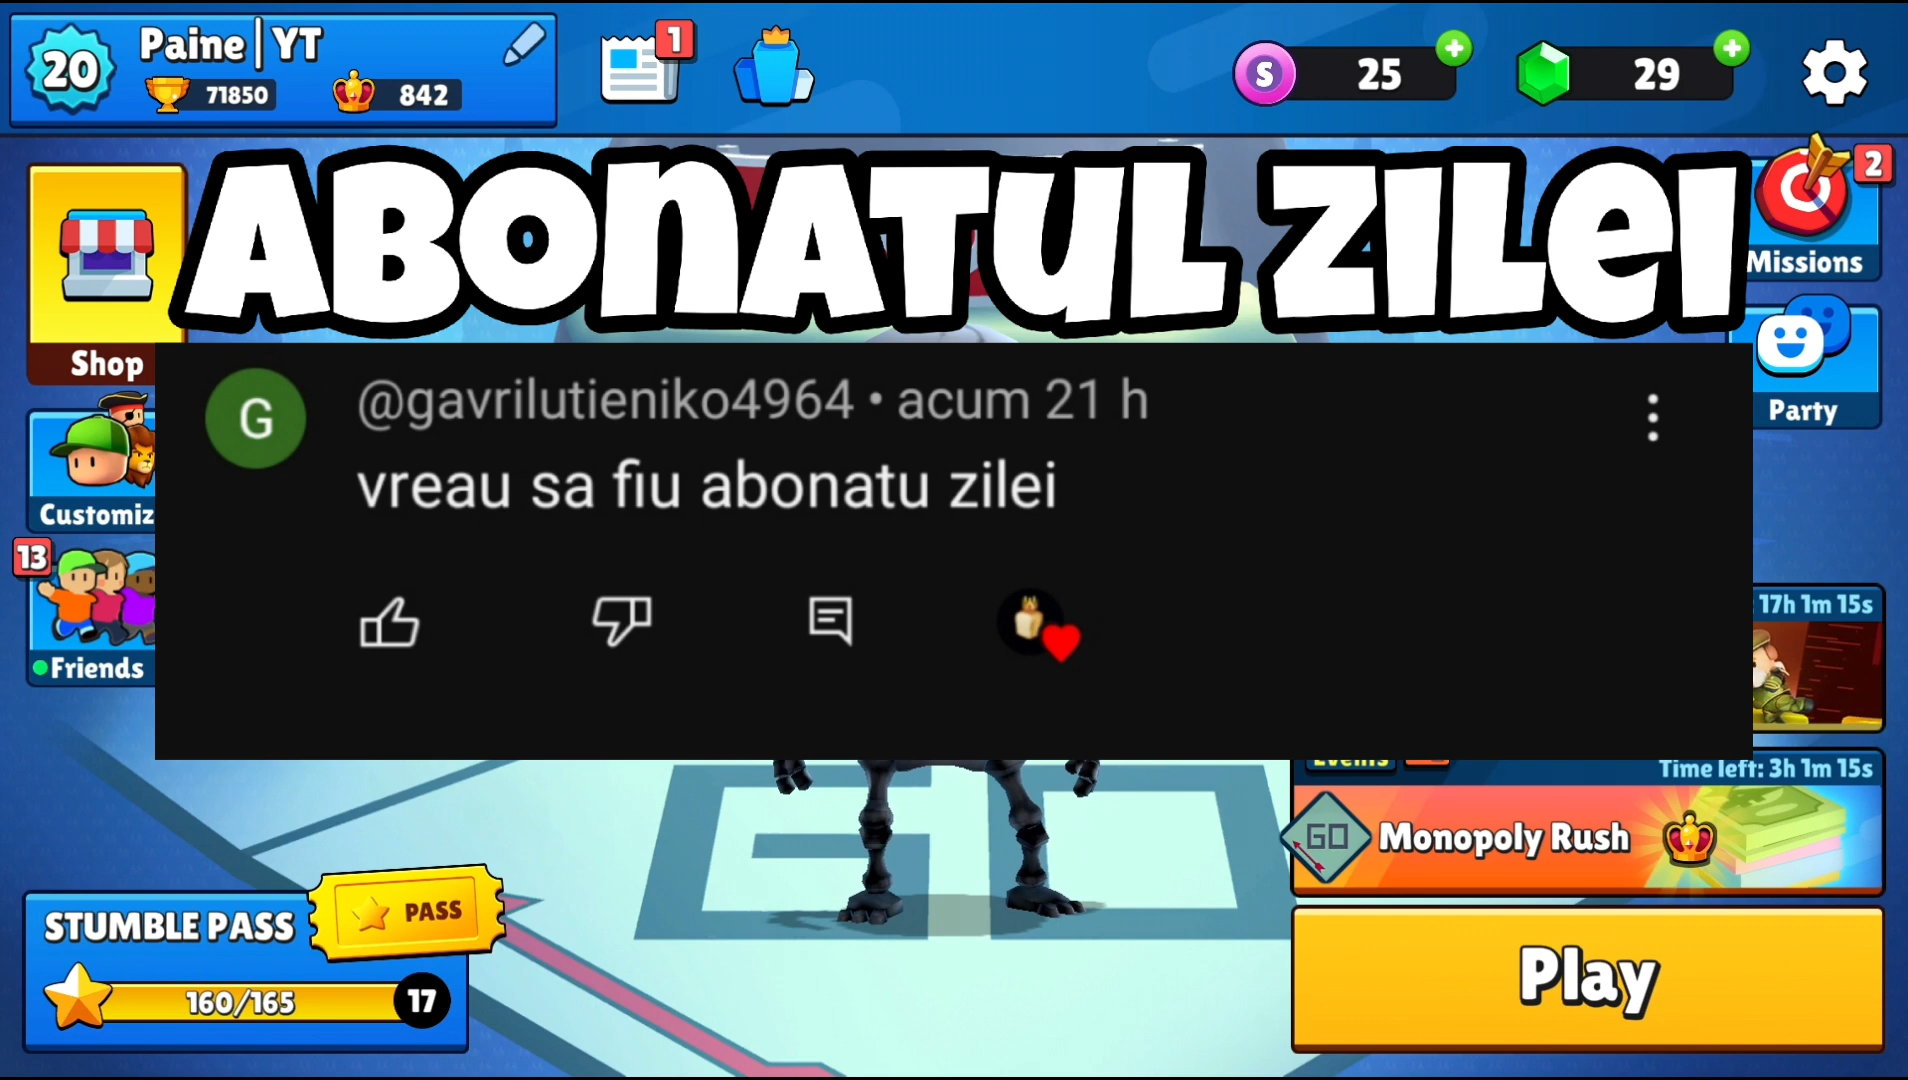 20
Paine | YT
71850
842
1
S
25
29
ABONATUL ZILEI
2
Missions
Shop
@gavrilutieniko4964 • acum 21 h
G
vreau sa fiu abonatu zilei
Party
Customiz
13
17h 1m 15s
Friends
Events
Time left: 3h 1m 15s
GO
Monopoly Rush
GO
STUMBLE PASS
PASS
160/165
17
Play